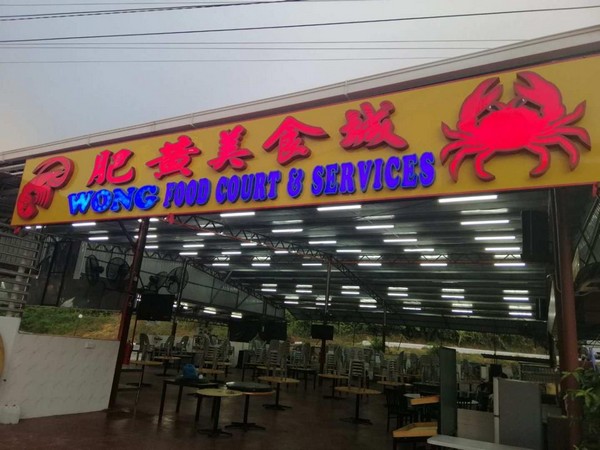 肥黄美食城
WONG FOOD COURT & SERVICES